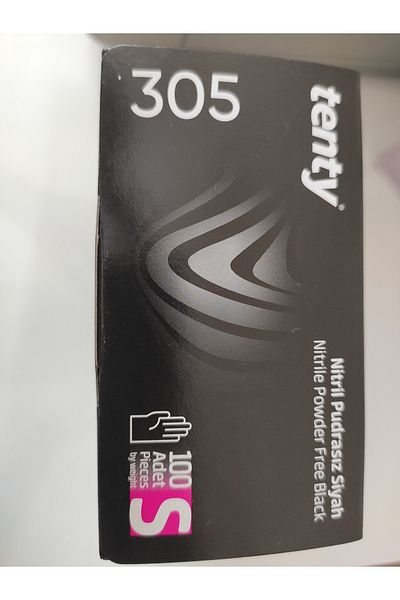 305
tenty®
Nitril Pudrasız Siyah
Nitrile Powder Free Black
100
Adet
Pieces
by weight
S